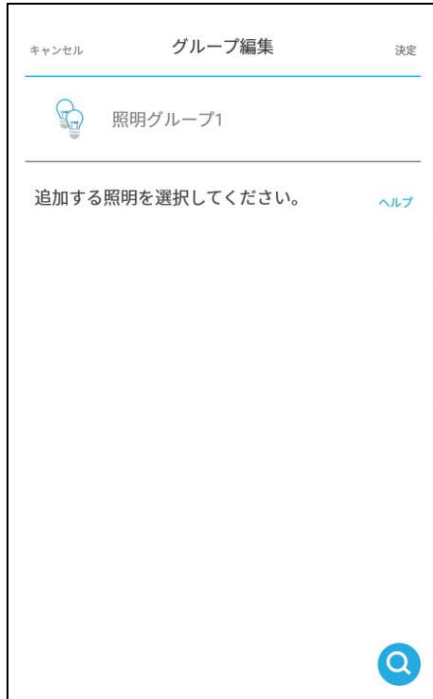 キャンセル
グループ編集
決定
照明グループ1
追加する照明を選択してください。
ヘルプ